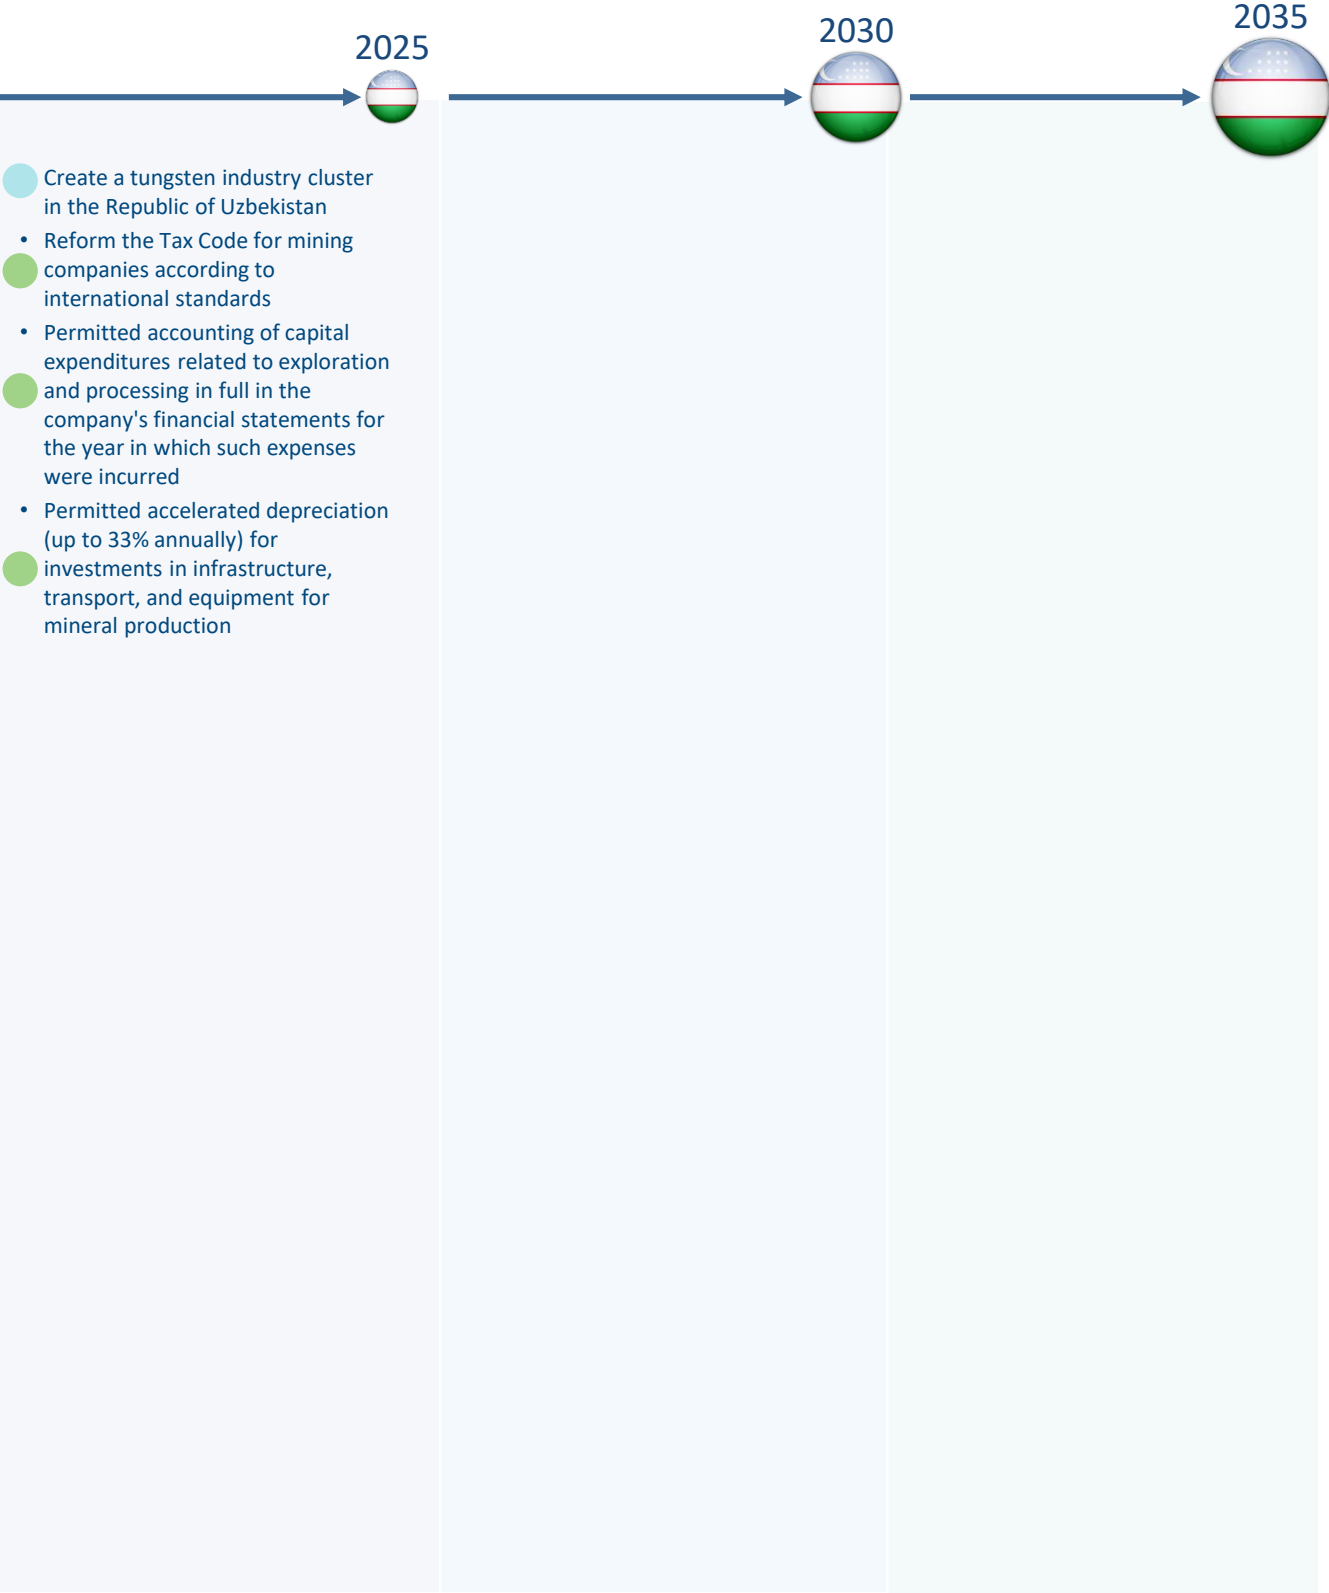 2025
2030
2035
Create a tungsten industry cluster
in the Republic of Uzbekistan
• Reform the Tax Code for mining
companies according to
international standards
• Permitted accounting of capital
expenditures related to exploration
and processing in full in the
company's financial statements for
the year in which such expenses
were incurred
• Permitted accelerated depreciation
(up to 33% annually) for
investments in infrastructure,
transport, and equipment for
mineral production